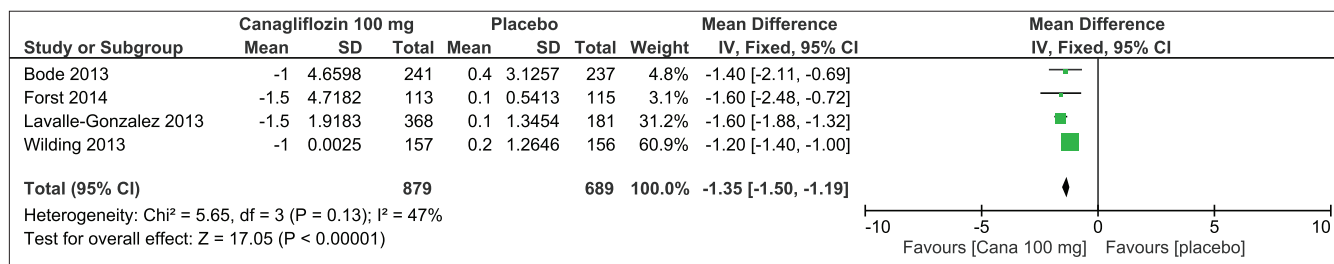 Canagliflozin 100 mg Placebo Mean Difference Mean Difference
Study or Subgroup Mean SD Total Mean SD Total Weight IV, Fixed, 95% CI IV, Fixed, 95% CI
Bode 2013 -1 4.6598 241 0.4 3.1257 237 4.8% -1.40 [-2.11, -0.69]
Forst 2014 -1.5 4.7182 113 0.1 0.5413 115 3.1% -1.60 [-2.48, -0.72]
Lavalle-Gonzalez 2013 -1.5 1.9183 368 0.1 1.3454 181 31.2% -1.60 [-1.88, -1.32]
Wilding 2013 -1 0.0025 157 0.2 1.2646 156 60.9% -1.20 [-1.40, -1.00]
Total (95% CI) 879 689 100.0% -1.35 [-1.50, -1.19]
Heterogeneity: Chi² = 5.65, df = 3 (P = 0.13); I² = 47%
Test for overall effect: Z = 17.05 (P < 0.00001)
-10 -5 0 5 10
Favours [Cana 100 mg] Favours [placebo]